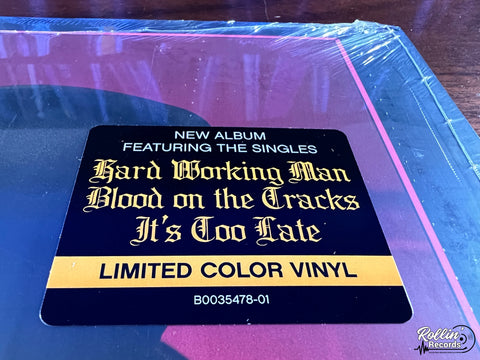 NEW ALBUM
FEATURING THE SINGLES
Hard Working Man
Blood on the Tracks
It's Too Late
LIMITED COLOR VINYL
B0035478-01
Rollin'
Records